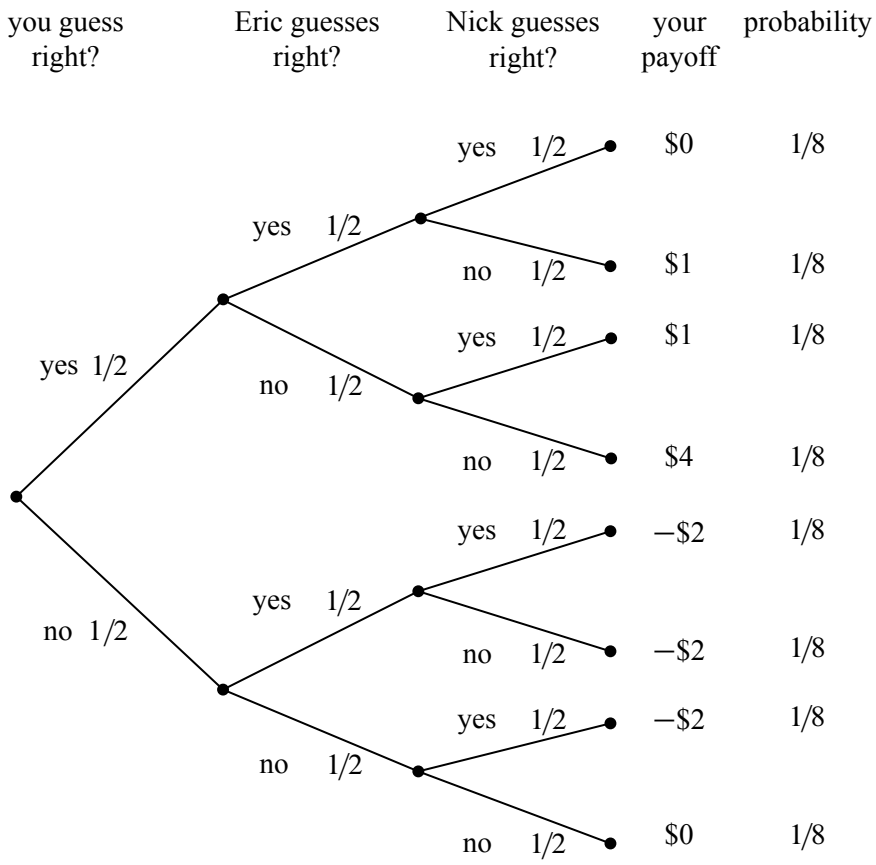 you guess Eric guesses Nick guesses your probability
right? right? right? payoff
yes 1/2 $0 1/8
yes 1/2
no 1/2 $1 1/8
yes 1/2 $1 1/8
yes 1/2
no 1/2
no 1/2 $4 1/8
yes 1/2 −$2 1/8
yes 1/2
no 1/2
no 1/2 −$2 1/8
yes 1/2 −$2 1/8
no 1/2
no 1/2 $0 1/8